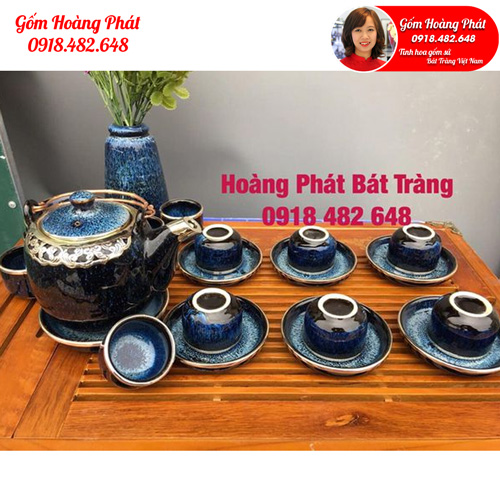 Gốm Hoàng Phát
0918.482.648
Gốm Hoàng Phát
0918.482.648
Tinh hoa gốm sứ
Bát Tràng Việt Nam
Hoàng Phát Bát Tràng
0918 482 648